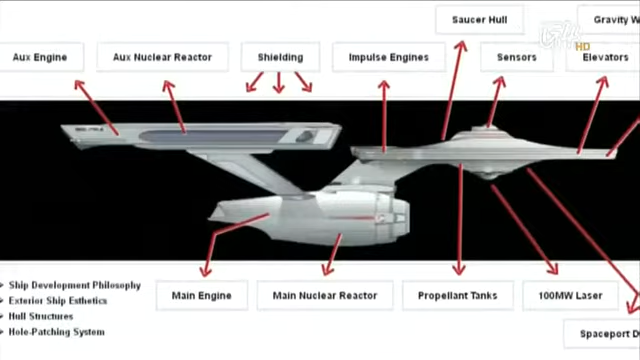 Saucer Hull
Gravity W
HD
Aux Engine
Aux Nuclear Reactor
Shielding
Impulse Engines
Sensors
Elevators
Main Engine
Main Nuclear Reactor
Propellant Tanks
100MW Laser
Spaceport D
Ship Development Philosophy
Exterior Ship Esthetics
Hull Structures
Hole-Patching System